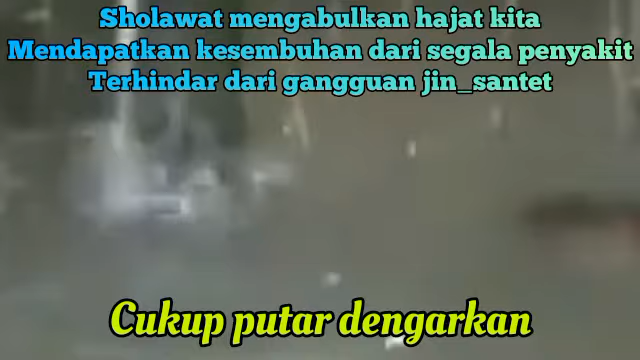 Sholawat mengabulkan hajat kita
Mendapatkan kesembuhan dari segala penyakit
Terhindar dari gangguan jin_santet
Cukup putar dengarkan